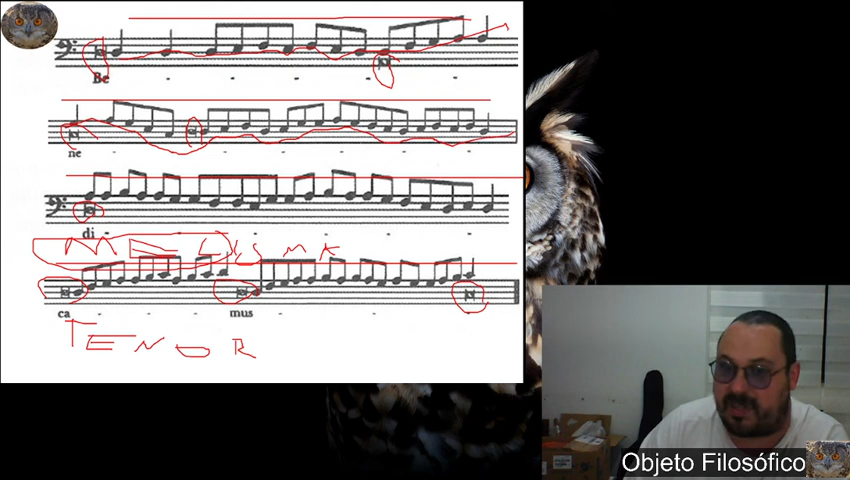 Be - - - -
ne - - - -
di - - - - -
MELISMA
ca - - - mus - - -
TENOR
Objeto Filosófico